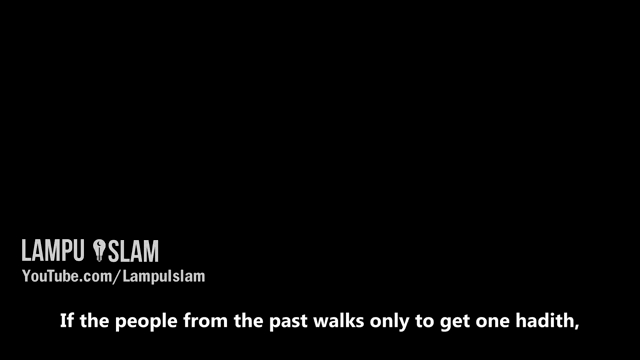 LAMPU ISLAM
YouTube.com/LampuIslam
If the people from the past walks only to get one hadith,